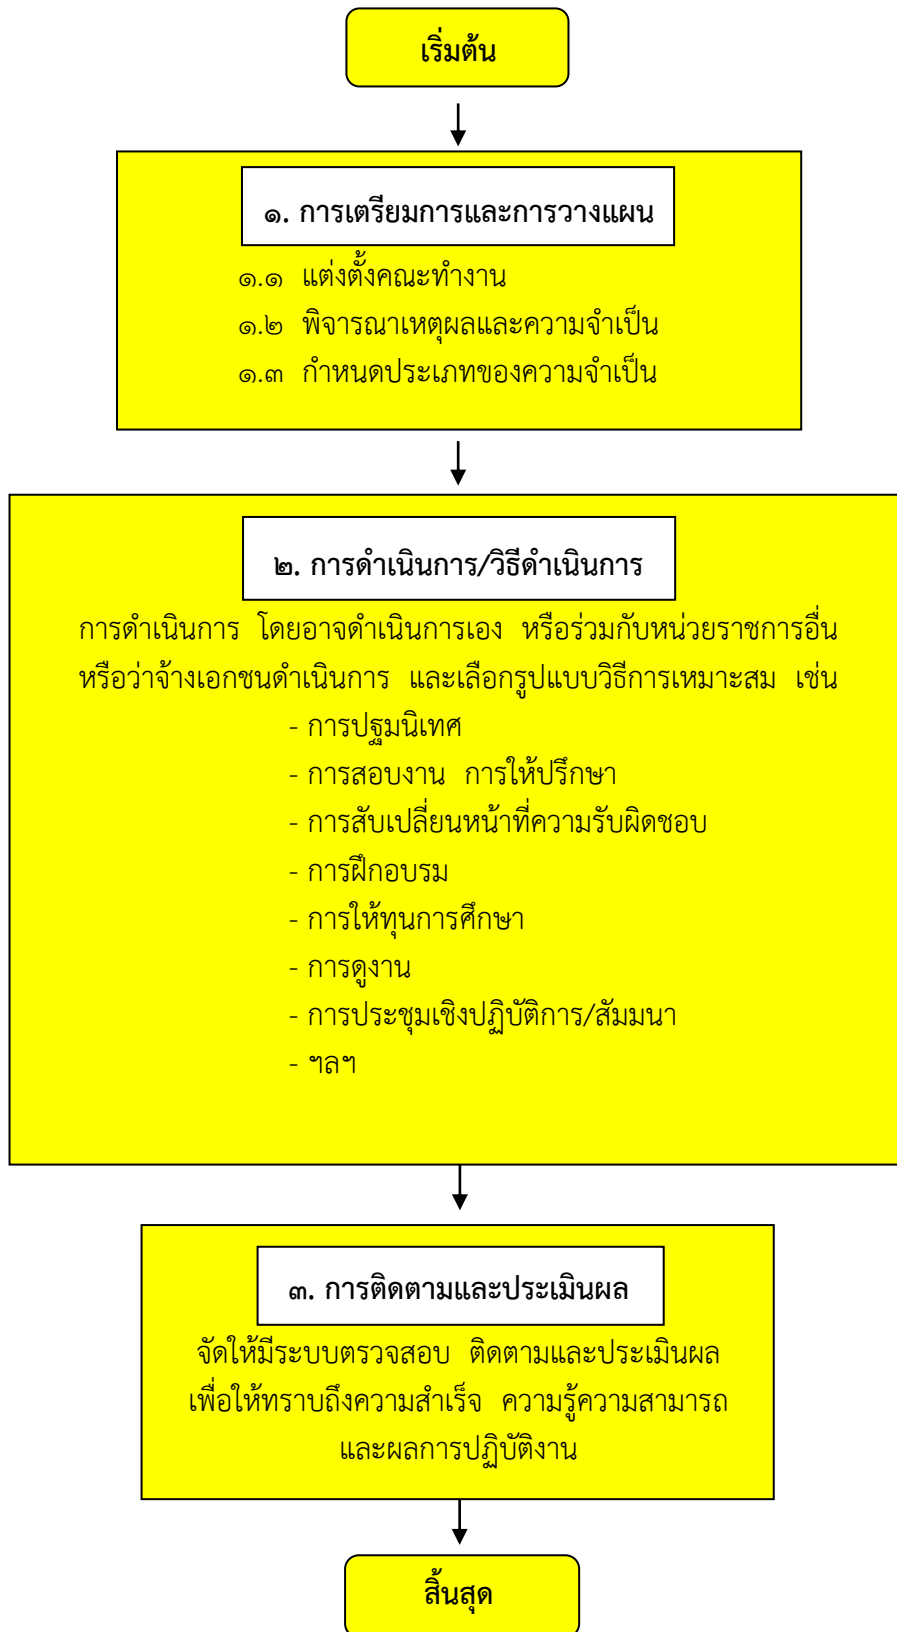 เริ่มต้น
๑. การเตรียมการและการวางแผน
๑.๑ แต่งตั้งคณะทำงาน
๑.๒ พิจารณาเหตุผลและความจำเป็น
๑.๓ กำหนดประเภทของความจำเป็น
๒. การดำเนินการ/วิธีดำเนินการ
การดำเนินการ โดยอาจดำเนินการเอง หรือร่วมกับหน่วยราชการอื่น
หรือว่าจ้างเอกชนดำเนินการ และเลือกรูปแบบวิธีการเหมาะสม เช่น
- การปฐมนิเทศ
- การสอบงาน การให้ปรึกษา
- การสับเปลี่ยนหน้าที่ความรับผิดชอบ
- การฝึกอบรม
- การให้ทุนการศึกษา
- การดูงาน
- การประชุมเชิงปฏิบัติการ/สัมมนา
- ฯลฯ
๓. การติดตามและประเมินผล
จัดให้มีระบบตรวจสอบ ติดตามและประเมินผล
เพื่อให้ทราบถึงความสำเร็จ ความรู้ความสามารถ
และผลการปฏิบัติงาน
สิ้นสุด